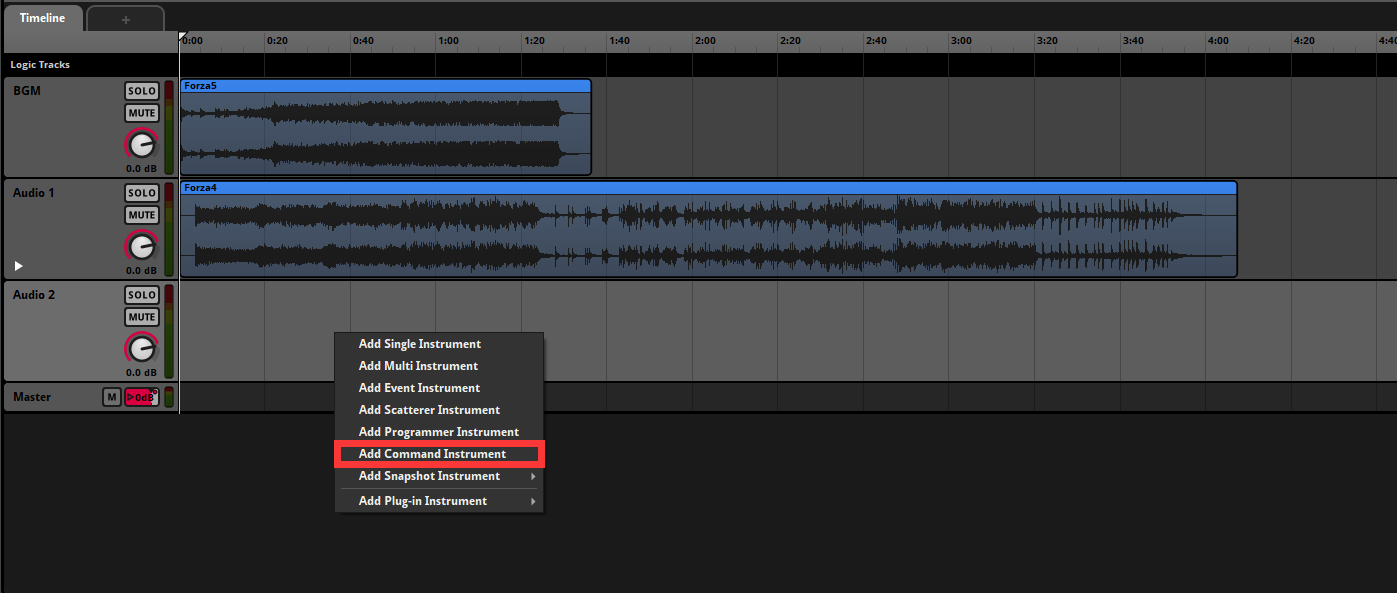 Timeline +
0:00 0:20 0:40 1:00 1:20 1:40 2:00 2:20 2:40 3:00 3:20 3:40 4:00 4:20 4:40
Logic Tracks
BGM SOLO
MUTE
0.0 dB
Forza5
Audio 1 SOLO
MUTE
0.0 dB
Forza4
Audio 2 SOLO
MUTE
0.0 dB
Master M 0dB
Add Single Instrument
Add Multi Instrument
Add Event Instrument
Add Scatterer Instrument
Add Programmer Instrument
Add Command Instrument
Add Snapshot Instrument
Add Plug-in Instrument